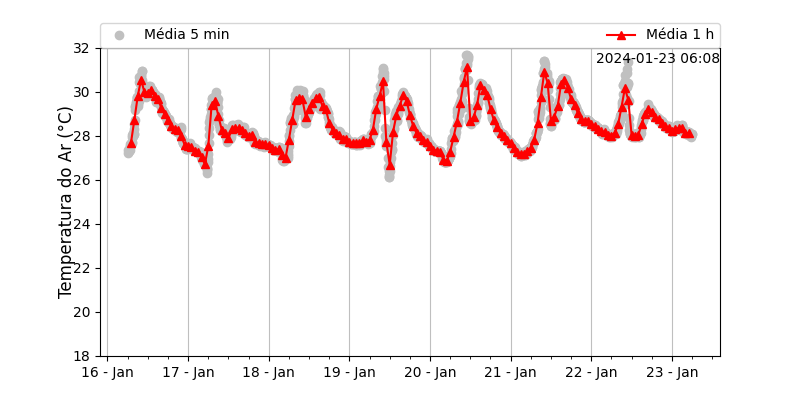 Média 5 min
Média 1 h
2024-01-23 06:08
Temperatura do Ar (°C)
32
30
28
26
24
22
20
18
16 - Jan
17 - Jan
18 - Jan
19 - Jan
20 - Jan
21 - Jan
22 - Jan
23 - Jan